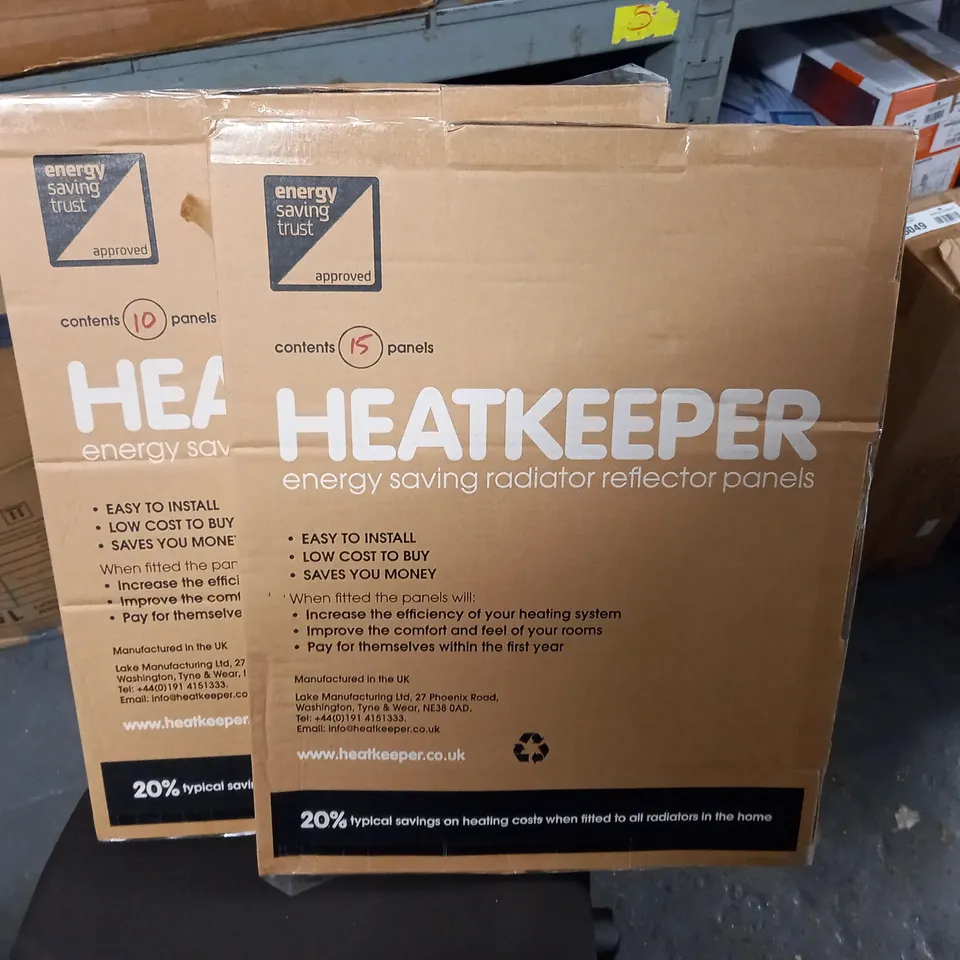 5
energy
saving
trust
approved
contents 10 panels
HEA
energy sav
• EASY TO INSTALL
• LOW COST TO BUY
• SAVES YOU MONE
When fitted the pan
• Increase the effici
• Improve the comf
• Pay for themselve
Manufactured in the UK
Lake Manufacturing Ltd, 27
Washington, Tyne & Wear,
Tel: +44(0)191 4151333.
Email: info@heatkeeper.co
www.heatkeeper.
20% typical savi
energy
saving
trust
approved
contents 15 panels
HEATKEEPER
energy saving radiator reflector panels
• EASY TO INSTALL
• LOW COST TO BUY
• SAVES YOU MONEY
When fitted the panels will:
• Increase the efficiency of your heating system
• Improve the comfort and feel of your rooms
• Pay for themselves within the first year
Manufactured in the UK
Lake Manufacturing Ltd, 27 Phoenix Road,
Washington, Tyne & Wear, NE38 0AD.
Tel: +44(0)191 4151333.
Email: info@heatkeeper.co.uk
www.heatkeeper.co.uk
20% typical savings on heating costs when fitted to all radiators in the home